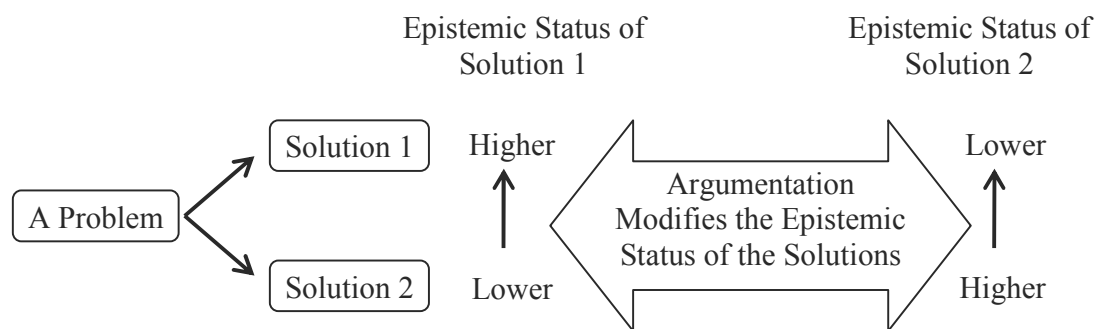 Epistemic Status of
Solution 1
Epistemic Status of
Solution 2
A Problem
Solution 1
Solution 2
Higher
Lower
Argumentation
Modifies the Epistemic
Status of the Solutions
Lower
Higher